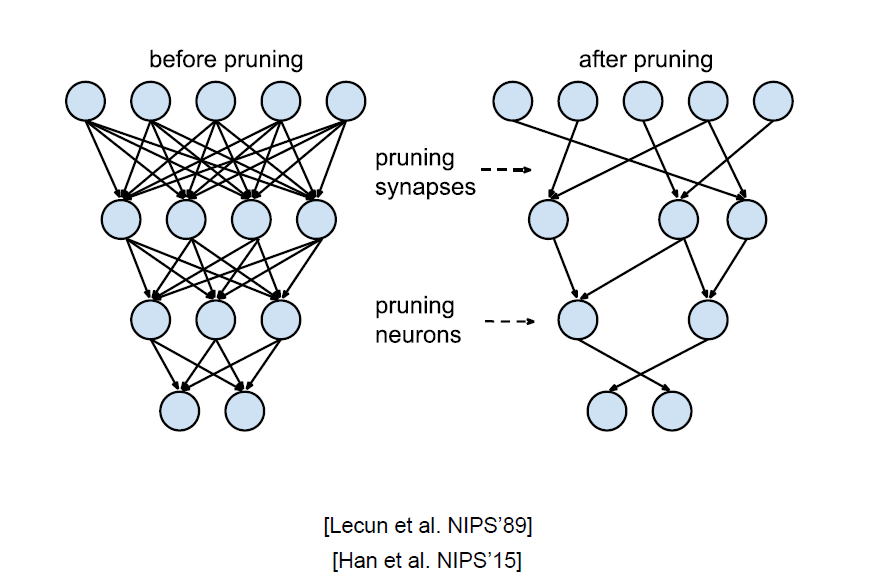 before pruning
after pruning
pruning
synapses
pruning
neurons
[Lecun et al. NIPS’89]
[Han et al. NIPS’15]